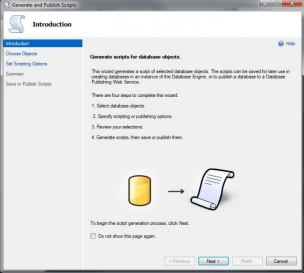 Generate and Publish Scripts
Introduction
Introduction
Choose Objects
Set Scripting Options
Summary
Save or Publish Scripts
Help
Generate scripts for database objects.
This wizard generates a script of selected database objects. The scripts can be saved for later use in
creating databases in an instance of the Database Engine, or to publish a database to a Database
Publishing Web Service.
There are four steps to complete this wizard:
1. Select database objects.
2. Specify scripting or publishing options.
3. Review your selections.
4. Generate scripts, then save or publish them.
To begin the script generation process, click Next.
Do not show this page again.
< Previous
Next >
Finish
Cancel